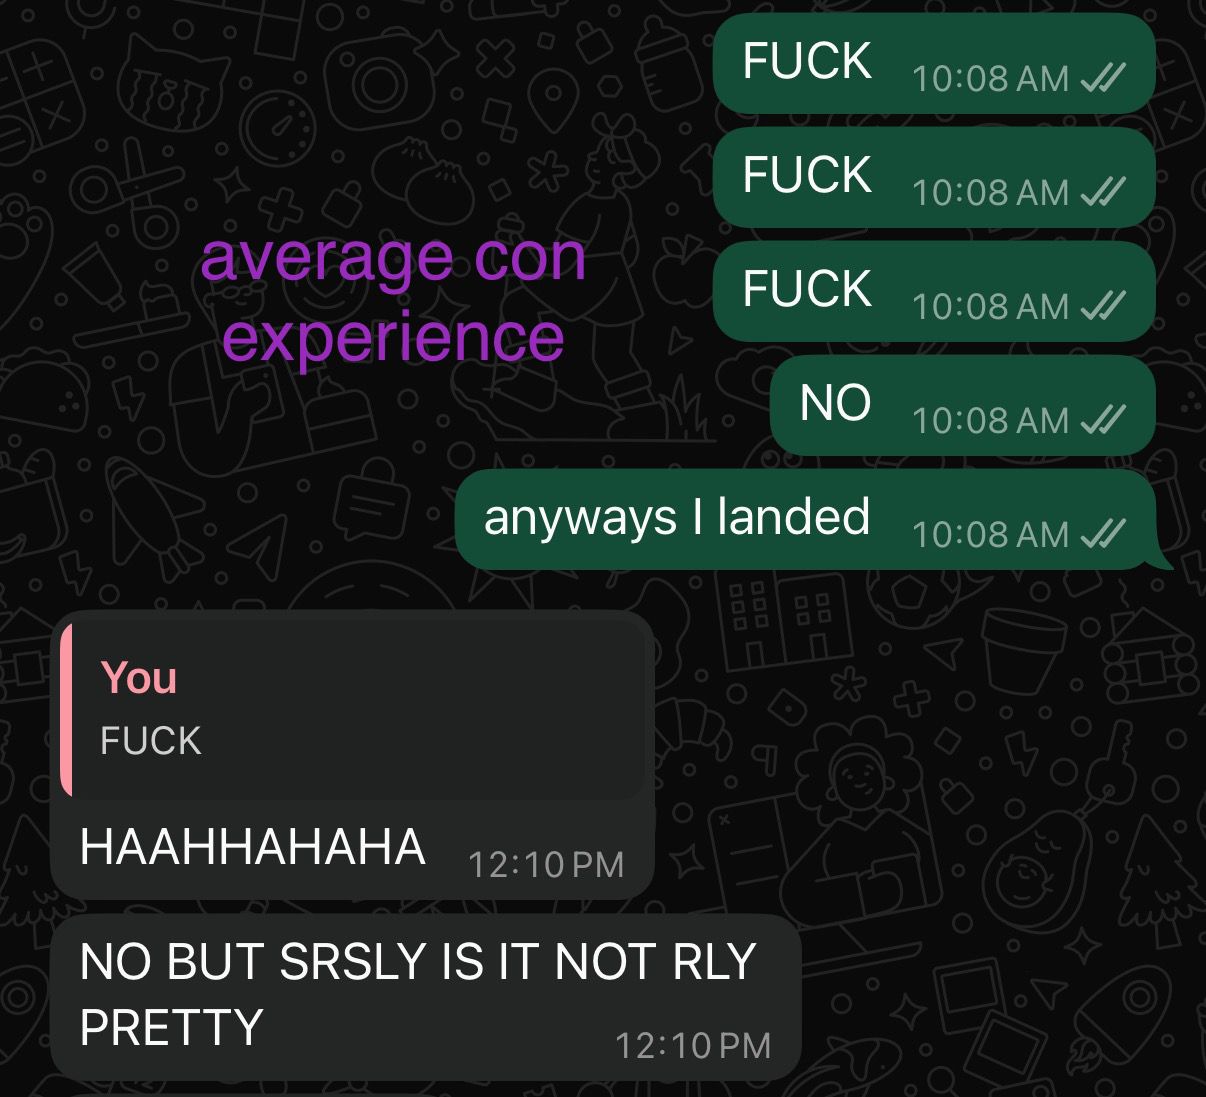 FUCK 10:08 AM
FUCK 10:08 AM
average con
experience
FUCK 10:08 AM
NO 10:08 AM
anyways I landed 10:08 AM
You
FUCK
HAAHHAHAHA 12:10 PM
NO BUT SRSLY IS IT NOT RLY
PRETTY 12:10 PM